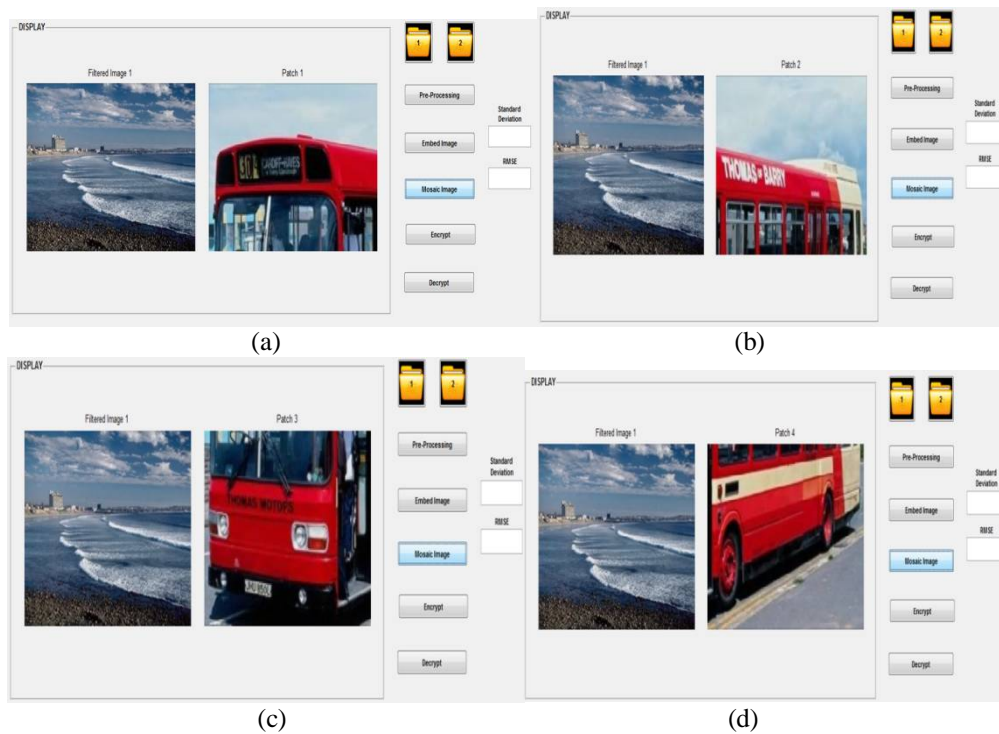 DISPLAY
1 2
Filtered Image 1 Patch 1
CARDIFF-HAYES
Pre-Processing
Standard
Deviation
Embed Image
RMSE
Mosaic Image
Encrypt
Decrypt
(a)
DISPLAY
1 2
Filtered Image 1 Patch 2
THOMAS OF BARRY
Pre-Processing
Standard
Deviation
Embed Image
RMSE
Mosaic Image
Encrypt
Decrypt
(b)
DISPLAY
1 2
Filtered Image 1 Patch 3
THOMAS MOTORS
Pre-Processing
Standard
Deviation
Embed Image
RMSE
Mosaic Image
Encrypt
Decrypt
(c)
DISPLAY
1 2
Filtered Image 1 Patch 4
Pre-Processing
Standard
Deviation
Embed Image
RMSE
Mosaic Image
Encrypt
Decrypt
(d)